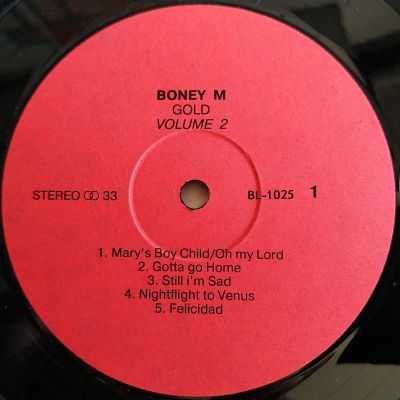 BONEY M
GOLD
VOLUME 2
STEREO ↀ 33 BL-1025 1
1. Mary's Boy Child/Oh my Lord
2. Gotta go Home
3. Still i'm Sad
4. Nightflight to Venus
5. Felicidad